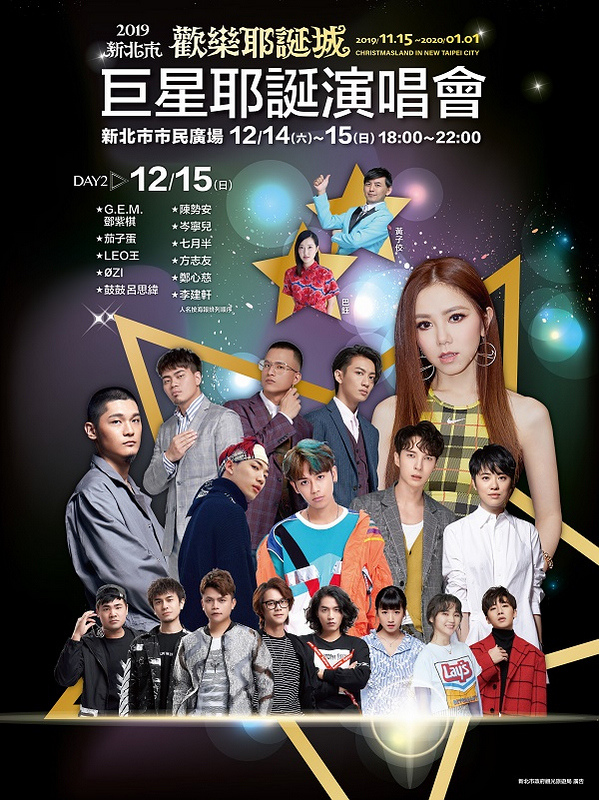 2019
新北市 歡樂耶誕城 2019/11.15~2020/01.01
CHRISTMASLAND IN NEW TAIPEI CITY
巨星耶誕演唱會
新北市市民廣場 12/14(六)~15(日) 18:00~22:00
DAY2 ▷ 12/15(日)
★G.E.M.
鄧紫棋
★茄子蛋
★LEO王
★ØZI
★鼓鼓呂思緯
★陳勢安
★岑寧兒
★七月半
★方志友
★鄭心慈
★李建軒
人名按海報排列順序
黃子佼
巴鈺
Lay's
新北市政府觀光旅遊局 廣告